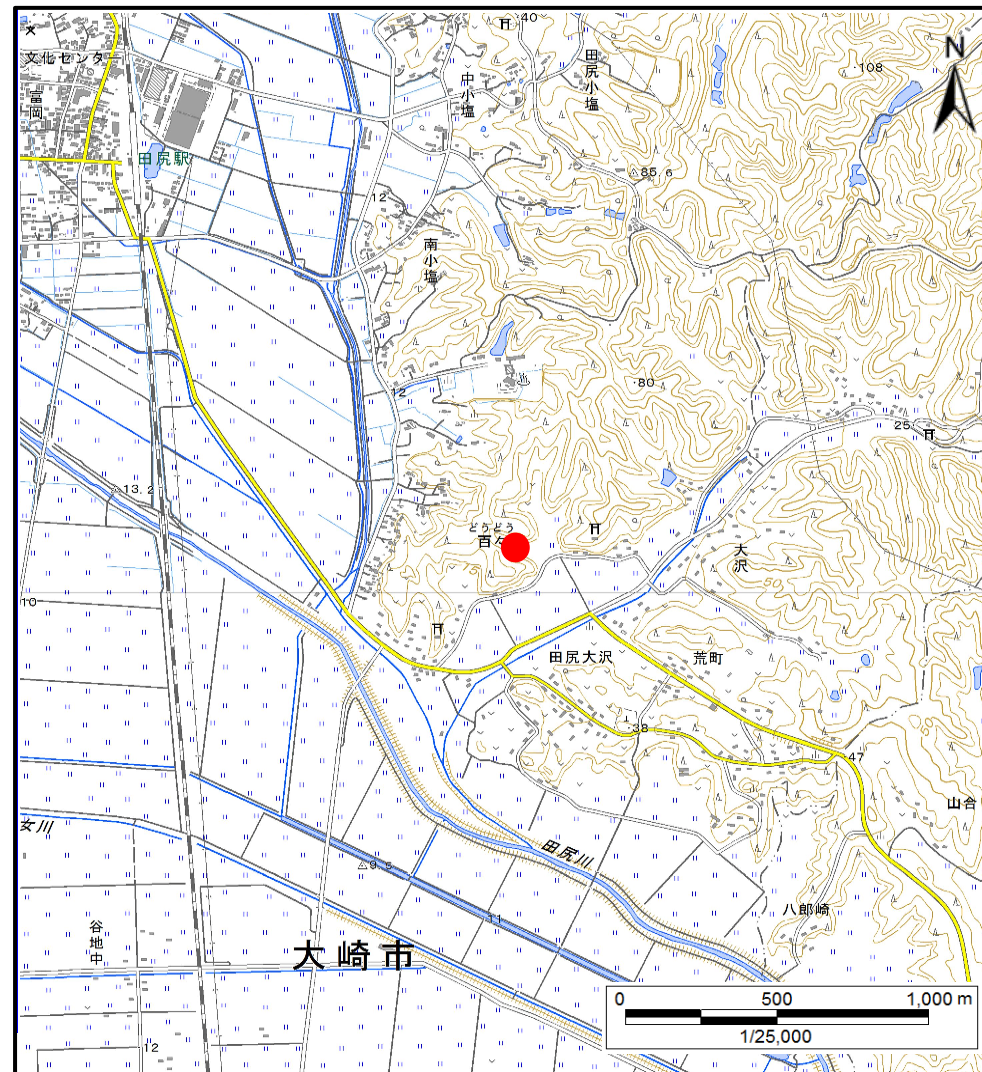 40
文化センター
田尻小塩
108
N
中小塩
富岡
田尻駅
85.6
12
南小塩
80
12
25
13.2
どうどう
百々
大沢
10
田尻大沢
荒町
38
47
山合
女川
田尻川
9.6
八郎崎
11
谷地中
大崎市
0 500 1,000 m
1/25,000
12